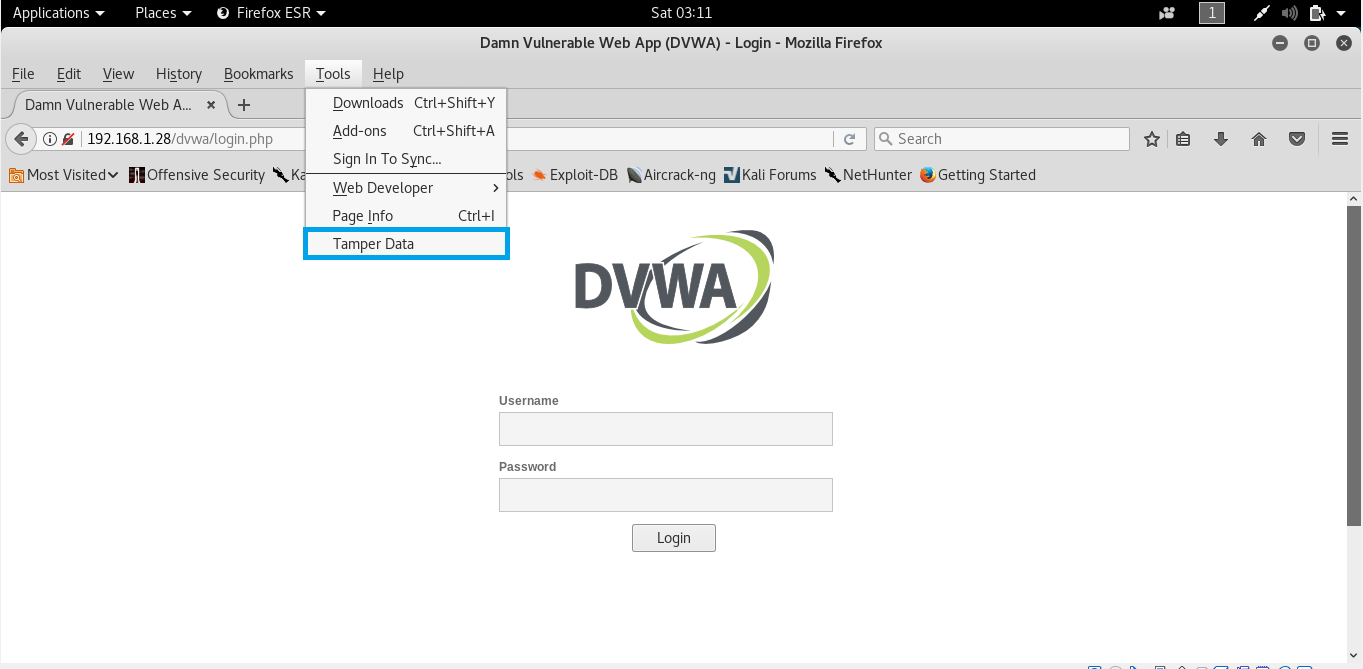 Applications Places Firefox ESR Sat 03:11 1
Damn Vulnerable Web App (DVWA) - Login - Mozilla Firefox
File Edit View History Bookmarks Tools Help
Damn Vulnerable Web A...
Downloads Ctrl+Shift+Y
Add-ons Ctrl+Shift+A
Sign In To Sync...
Web Developer
Page Info Ctrl+I
Tamper Data
192.168.1.28/dvwa/login.php Search
Most Visited Offensive Security Ka ols Exploit-DB Aircrack-ng Kali Forums NetHunter Getting Started
DVWA
Username
Password
Login